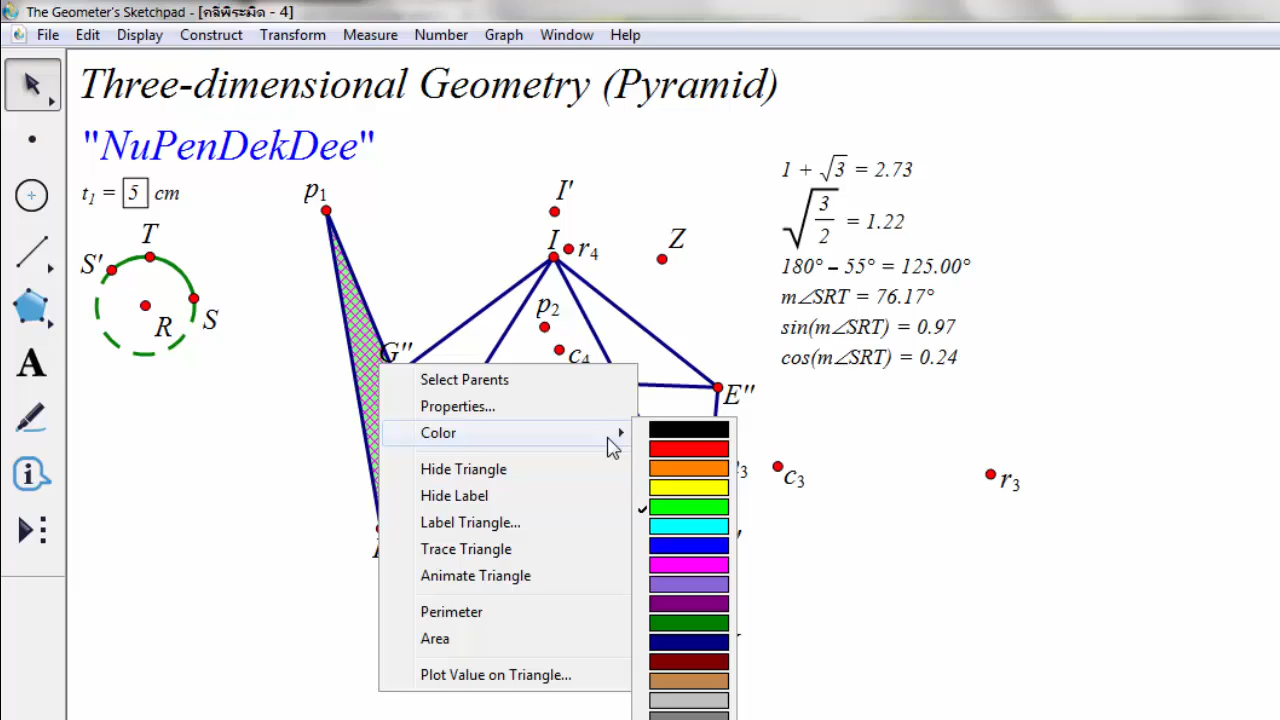 The Geometer's Sketchpad - [คลี่พีระมิด - 4]
File Edit Display Construct Transform Measure Number Graph Window Help
Three-dimensional Geometry (Pyramid)
"NuPenDekDee"
t₁ = 5 cm
T
S'
R
S
p₁
I'
I
r₄
Z
p₂
c₄
G''
E''
c₃
r₃
1 + √3 = 2.73
√(3/2) = 1.22
180° – 55° = 125.00°
m∠SRT = 76.17°
sin(m∠SRT) = 0.97
cos(m∠SRT) = 0.24
A
Select Parents
Properties...
Color
Hide Triangle
Hide Label
Label Triangle...
Trace Triangle
Animate Triangle
Perimeter
Area
Plot Value on Triangle...